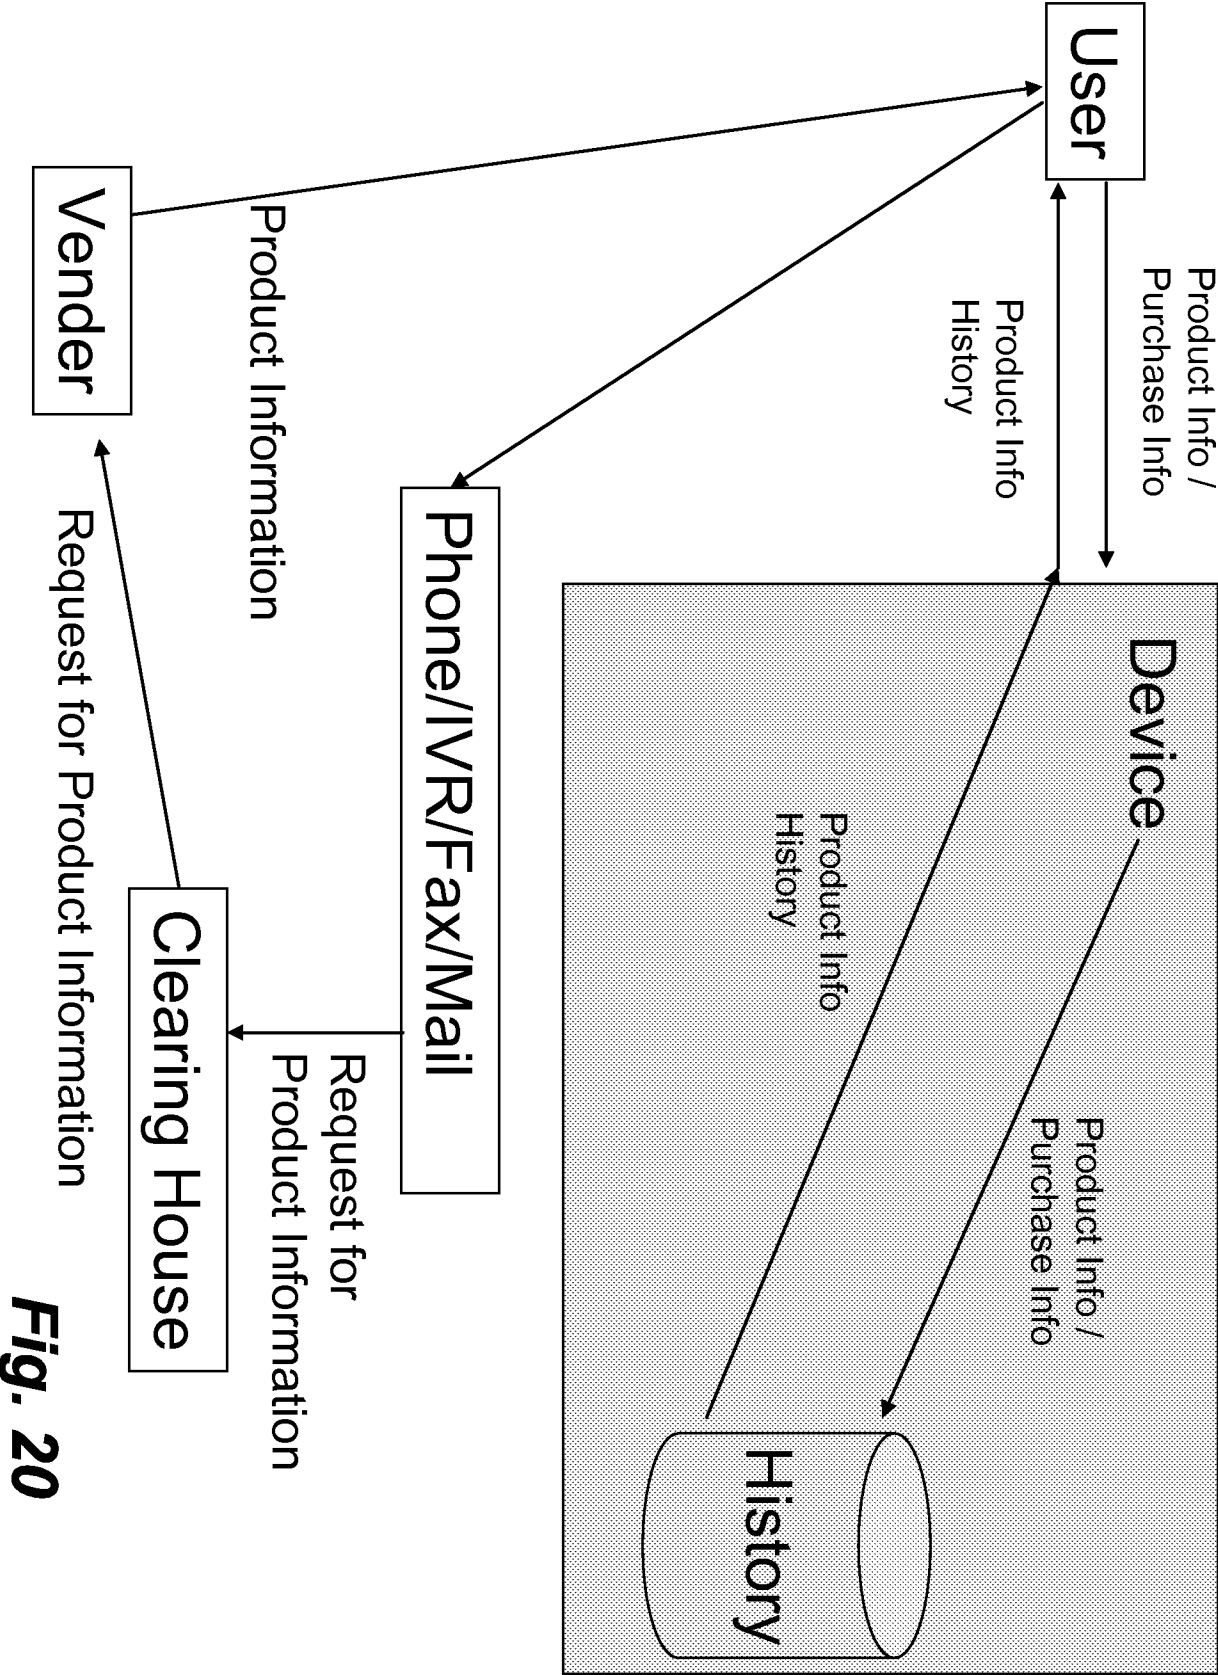 User
Product Info /
Purchase Info
Product Info
History
Device
Product Info /
Purchase Info
Product Info
History
History
Phone/IVR/Fax/Mail
Product Information
Request for
Product Information
Vender
Clearing House
Request for Product Information
Fig. 20